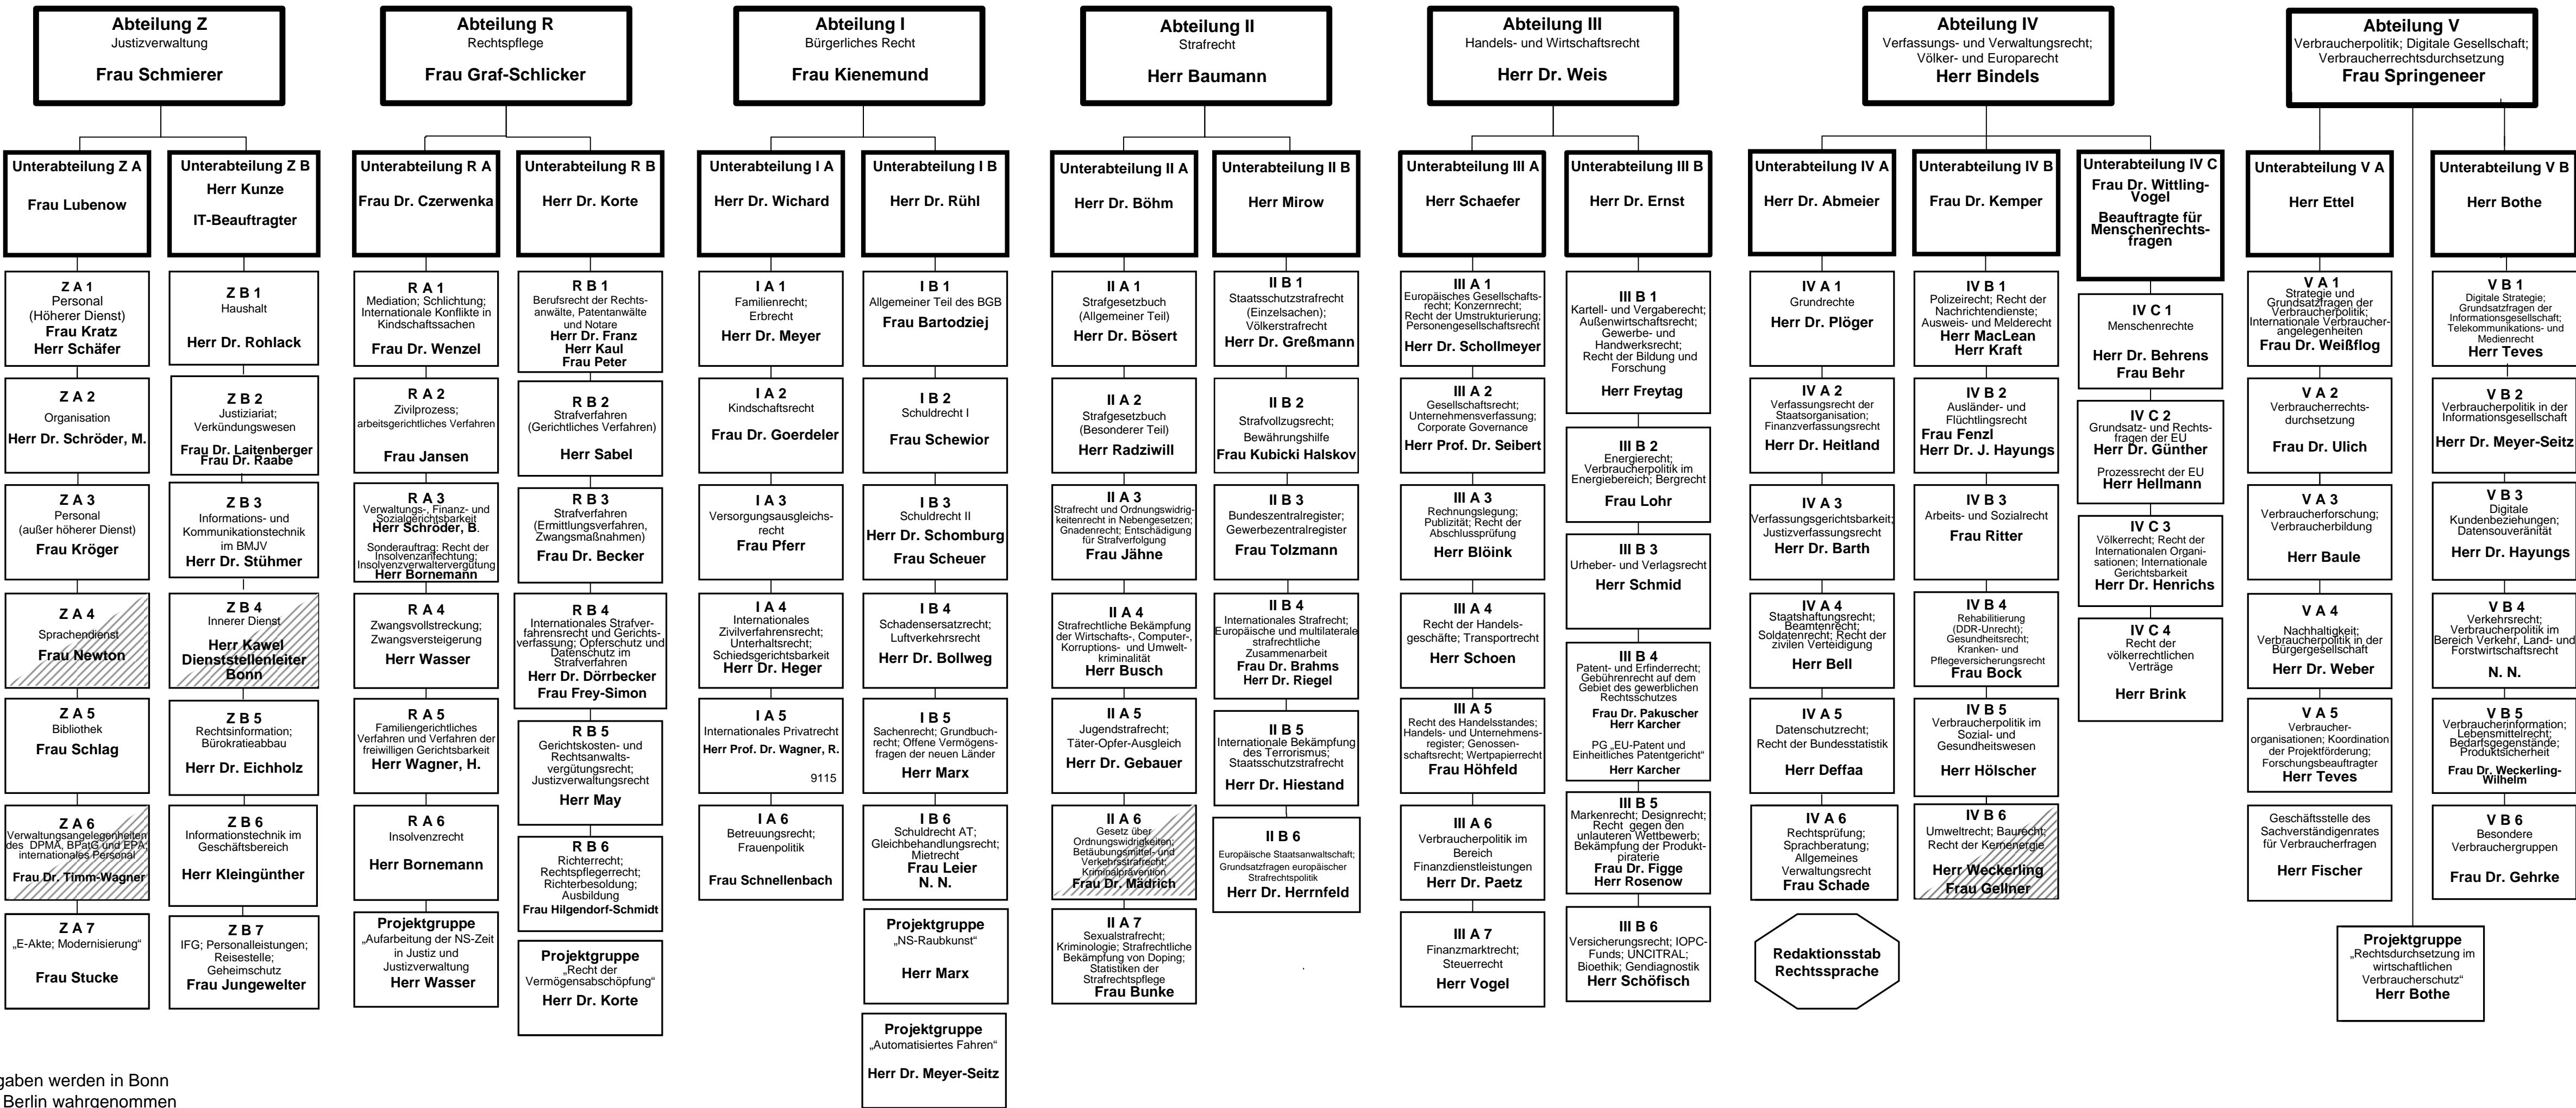 Abteilung Z
Justizverwaltung
Frau Schmierer
Unterabteilung Z A
Frau Lubenow
Z A 1
Personal
(Höherer Dienst)
Frau Kratz
Herr Schäfer
Z A 2
Organisation
Herr Dr. Schröder, M.
Z A 3
Personal
(außer höherer Dienst)
Frau Kröger
Z A 4
Sprachendienst
Frau Newton
Z A 5
Bibliothek
Frau Schlag
Z A 6
Verwaltungsangelegenheiten
des DPMA, BPatG und EPA;
internationales Personal
Frau Dr. Timm-Wagner
Z A 7
„E-Akte; Modernisierung“
Frau Stucke
Unterabteilung Z B
Herr Kunze
IT-Beauftragter
Z B 1
Haushalt
Herr Dr. Rohlack
Z B 2
Justiziariat;
Verkündungswesen
Frau Dr. Laitenberger
Frau Dr. Raabe
Z B 3
Informations- und
Kommunikationstechnik
im BMJV
Herr Dr. Stühmer
Z B 4
Innerer Dienst
Herr Kawel
Dienststellenleiter
Bonn
Z B 5
Rechtsinformation;
Bürokratieabbau
Herr Dr. Eichholz
Z B 6
Informationstechnik im
Geschäftsbereich
Herr Kleingünther
Z B 7
IFG; Personalleistungen;
Reisestelle;
Geheimschutz
Frau Jungewelter
Abteilung R
Rechtspflege
Frau Graf-Schlicker
Unterabteilung R A
Frau Dr. Czerwenka
R A 1
Mediation; Schlichtung;
Internationale Konflikte in
Kindschaftssachen
Frau Dr. Wenzel
R A 2
Zivilprozess;
arbeitsgerichtliches Verfahren
Frau Jansen
R A 3
Verwaltungs-, Finanz- und
Sozialgerichtsbarkeit
Herr Schröder, B.
Sonderauftrag: Recht der
Insolvenzanfechtung;
Insolvenzverwaltervergütung
Herr Bornemann
R A 4
Zwangsvollstreckung;
Zwangsversteigerung
Herr Wasser
R A 5
Familiengerichtliches
Verfahren und Verfahren der
freiwilligen Gerichtsbarkeit
Herr Wagner, H.
R A 6
Insolvenzrecht
Herr Bornemann
Projektgruppe
„Aufarbeitung der NS-Zeit
in Justiz und
Justizverwaltung
Herr Wasser
Unterabteilung R B
Herr Dr. Korte
R B 1
Berufsrecht der Rechts-
anwälte, Patentanwälte
und Notare
Herr Dr. Franz
Herr Kaul
Frau Peter
R B 2
Strafverfahren
(Gerichtliches Verfahren)
Herr Sabel
R B 3
Strafverfahren
(Ermittlungsverfahren,
Zwangsmaßnahmen)
Frau Dr. Becker
R B 4
Internationales Strafver-
fahrensrecht und Gerichts-
verfassung; Opferschutz und
Datenschutz im
Strafverfahren
Herr Dr. Dörrbecker
Frau Frey-Simon
R B 5
Gerichtskosten- und
Rechtsanwalts-
vergütungsrecht;
Justizverwaltungsrecht
Herr May
R B 6
Richterrecht;
Rechtspflegerrecht;
Richterbesoldung;
Ausbildung
Frau Hilgendorf-Schmidt
Projektgruppe
„Recht der
Vermögensabschöpfung“
Herr Dr. Korte
Abteilung I
Bürgerliches Recht
Frau Kienemund
Unterabteilung I A
Herr Dr. Wichard
I A 1
Familienrecht;
Erbrecht
Herr Dr. Meyer
I A 2
Kindschaftsrecht
Frau Dr. Goerdeler
I A 3
Versorgungsausgleichs-
recht
Frau Pferr
I A 4
Internationales
Zivilverfahrensrecht;
Unterhaltsrecht;
Schiedsgerichtsbarkeit
Herr Dr. Heger
I A 5
Internationales Privatrecht
Herr Prof. Dr. Wagner, R.
9115
I A 6
Betreuungsrecht;
Frauenpolitik
Frau Schnellenbach
Unterabteilung I B
Herr Dr. Rühl
I B 1
Allgemeiner Teil des BGB
Frau Bartodziej
I B 2
Schuldrecht I
Frau Schewior
I B 3
Schuldrecht II
Herr Dr. Schomburg
Frau Scheuer
I B 4
Schadensersatzrecht;
Luftverkehrsrecht
Herr Dr. Bollweg
I B 5
Sachenrecht; Grundbuch-
recht; Offene Vermögens-
fragen der neuen Länder
Herr Marx
I B 6
Schuldrecht AT;
Gleichbehandlungsrecht;
Mietrecht
Frau Leier
N. N.
Projektgruppe
„NS-Raubkunst“
Herr Marx
Projektgruppe
„Automatisiertes Fahren“
Herr Dr. Meyer-Seitz
Abteilung II
Strafrecht
Herr Baumann
Unterabteilung II A
Herr Dr. Böhm
II A 1
Strafgesetzbuch
(Allgemeiner Teil)
Herr Dr. Bösert
II A 2
Strafgesetzbuch
(Besonderer Teil)
Herr Radziwill
II A 3
Strafrecht und Ordnungswidrig-
keitenrecht in Nebengesetzen;
Gnadenrecht; Entschädigung
für Strafverfolgung
Frau Jähne
II A 4
Strafrechtliche Bekämpfung
der Wirtschafts-, Computer-,
Korruptions- und Umwelt-
kriminalität
Herr Busch
II A 5
Jugendstrafrecht;
Täter-Opfer-Ausgleich
Herr Dr. Gebauer
II A 6
Gesetz über
Ordnungswidrigkeiten;
Betäubungsmittel- und
Verkehrsstrafrecht;
Kriminalprävention
Frau Dr. Mädrich
II A 7
Sexualstrafrecht;
Kriminologie; Strafrechtliche
Bekämpfung von Doping;
Statistiken der
Strafrechtspflege
Frau Bunke
Unterabteilung II B
Herr Mirow
II B 1
Staatsschutzstrafrecht
(Einzelsachen);
Völkerstrafrecht
Herr Dr. Greßmann
II B 2
Strafvollzugsrecht;
Bewährungshilfe
Frau Kubicki Halskov
II B 3
Bundeszentralregister;
Gewerbezentralregister
Frau Tolzmann
II B 4
Internationales Strafrecht;
Europäische und multilaterale
strafrechtliche
Zusammenarbeit
Frau Dr. Brahms
Herr Dr. Riegel
II B 5
Internationale Bekämpfung
des Terrorismus;
Staatsschutzstrafrecht
Herr Dr. Hiestand
II B 6
Europäische Staatsanwaltschaft;
Grundsatzfragen europäischer
Strafrechtspolitik
Herr Dr. Herrnfeld
Abteilung III
Handels- und Wirtschaftsrecht
Herr Dr. Weis
Unterabteilung III A
Herr Schaefer
III A 1
Europäisches Gesellschafts-
recht; Konzernrecht;
Recht der Umstrukturierung;
Personengesellschaftsrecht
Herr Dr. Schollmeyer
III A 2
Gesellschaftsrecht;
Unternehmensverfassung;
Corporate Governance
Herr Prof. Dr. Seibert
III A 3
Rechnungslegung;
Publizität; Recht der
Abschlussprüfung
Herr Blöink
III A 4
Recht der Handels-
geschäfte; Transportrecht
Herr Schoen
III A 5
Recht des Handelsstandes;
Handels- und Unternehmens-
register; Genossen-
schaftsrecht; Wertpapierrecht
Frau Höhfeld
III A 6
Verbraucherpolitik im
Bereich
Finanzdienstleistungen
Herr Dr. Paetz
III A 7
Finanzmarktrecht;
Steuerrecht
Herr Vogel
Unterabteilung III B
Herr Dr. Ernst
III B 1
Kartell- und Vergaberecht;
Außenwirtschaftsrecht;
Gewerbe- und
Handwerksrecht;
Recht der Bildung und
Forschung
Herr Freytag
III B 2
Energierecht;
Verbraucherpolitik im
Energiebereich; Bergrecht
Frau Lohr
III B 3
Urheber- und Verlagsrecht
Herr Schmid
III B 4
Patent- und Erfinderrecht;
Gebührenrecht auf dem
Gebiet des gewerblichen
Rechtsschutzes
Frau Dr. Pakuscher
Herr Karcher
PG „EU-Patent und
Einheitliches Patentgericht“
Herr Karcher
III B 5
Markenrecht; Designrecht;
Recht gegen den
unlauteren Wettbewerb;
Bekämpfung der Produkt-
piraterie
Frau Dr. Figge
Herr Rosenow
III B 6
Versicherungsrecht; IOPC-
Funds; UNCITRAL;
Bioethik; Gendiagnostik
Herr Schöfisch
Abteilung IV
Verfassungs- und Verwaltungsrecht;
Völker- und Europarecht
Herr Bindels
Unterabteilung IV A
Herr Dr. Abmeier
IV A 1
Grundrechte
Herr Dr. Plöger
IV A 2
Verfassungsrecht der
Staatsorganisation;
Finanzverfassungsrecht
Herr Dr. Heitland
IV A 3
Verfassungsgerichtsbarkeit;
Justizverfassungsrecht
Herr Dr. Barth
IV A 4
Staatshaftungsrecht;
Beamtenrecht;
Soldatenrecht; Recht der
zivilen Verteidigung
Herr Bell
IV A 5
Datenschutzrecht;
Recht der Bundesstatistik
Herr Deffaa
IV A 6
Rechtsprüfung;
Sprachberatung;
Allgemeines
Verwaltungsrecht
Frau Schade
Redaktionsstab
Rechtssprache
Unterabteilung IV B
Frau Dr. Kemper
IV B 1
Polizeirecht; Recht der
Nachrichtendienste;
Ausweis- und Melderecht
Herr MacLean
Herr Kraft
IV B 2
Ausländer- und
Flüchtlingsrecht
Frau Fenzl
Herr Dr. J. Hayungs
IV B 3
Arbeits- und Sozialrecht
Frau Ritter
IV B 4
Rehabilitierung
(DDR-Unrecht);
Gesundheitsrecht;
Kranken- und
Pflegeversicherungsrecht
Frau Bock
IV B 5
Verbraucherpolitik im
Sozial- und
Gesundheitswesen
Herr Hölscher
IV B 6
Umweltrecht; Baurecht;
Recht der Kernenergie
Herr Weckerling
Frau Gellner
Unterabteilung IV C
Frau Dr. Wittling-
Vogel
Beauftragte für
Menschenrechts-
fragen
IV C 1
Menschenrechte
Herr Dr. Behrens
Frau Behr
IV C 2
Grundsatz- und Rechts-
fragen der EU
Herr Dr. Günther
Prozessrecht der EU
Herr Hellmann
IV C 3
Völkerrecht; Recht der
Internationalen Organi-
sationen; Internationale
Gerichtsbarkeit
Herr Dr. Henrichs
IV C 4
Recht der
völkerrechtlichen
Verträge
Herr Brink
Abteilung V
Verbraucherpolitik; Digitale Gesellschaft;
Verbraucherrechtsdurchsetzung
Frau Springeneer
Unterabteilung V A
Herr Ettel
V A 1
Strategie und
Grundsatzfragen der
Verbraucherpolitik;
Internationale Verbraucher-
angelegenheiten
Frau Dr. Weißflog
V A 2
Verbraucherrechts-
durchsetzung
Frau Dr. Ulich
V A 3
Verbraucherforschung;
Verbraucherbildung
Herr Baule
V A 4
Nachhaltigkeit;
Verbraucherpolitik in der
Bürgergesellschaft
Herr Dr. Weber
V A 5
Verbraucher-
organisationen; Koordination
der Projektförderung;
Forschungsbeauftragter
Herr Teves
Geschäftsstelle des
Sachverständigenrates
für Verbraucherfragen
Herr Fischer
Projektgruppe
„Rechtsdurchsetzung im
wirtschaftlichen
Verbraucherschutz“
Herr Bothe
Unterabteilung V B
Herr Bothe
V B 1
Digitale Strategie;
Grundsatzfragen der
Informationsgesellschaft;
Telekommunikations- und
Medienrecht
Herr Teves
V B 2
Verbraucherpolitik in der
Informationsgesellschaft
Herr Dr. Meyer-Seitz
V B 3
Digitale
Kundenbeziehungen;
Datensouveränität
Herr Dr. Hayungs
V B 4
Verkehrsrecht;
Verbraucherpolitik im
Bereich Verkehr, Land- und
Forstwirtschaftsrecht
N. N.
V B 5
Verbraucherinformation;
Lebensmittelrecht;
Bedarfsgegenstände;
Produktsicherheit
Frau Dr. Weckerling-
Wilhelm
V B 6
Besondere
Verbrauchergruppen
Frau Dr. Gehrke
gaben werden in Bonn
Berlin wahrgenommen